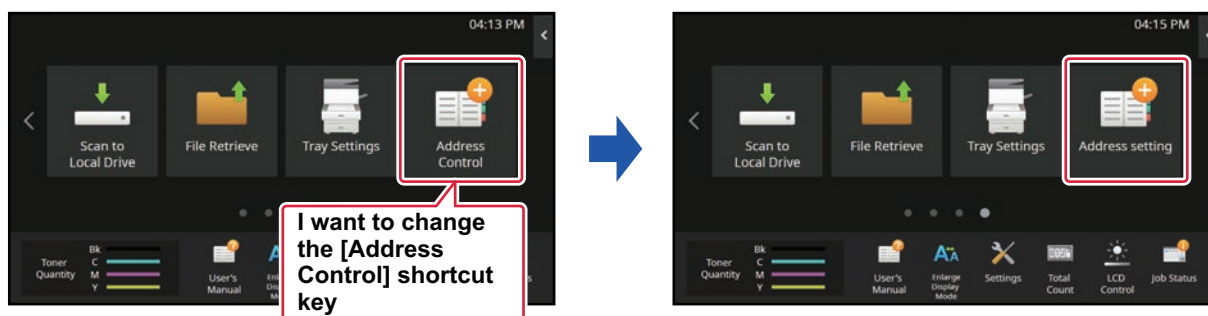 04:13 PM
Scan to
Local Drive
File Retrieve
Tray Settings
Address
Control
I want to change
the [Address
Control] shortcut
key
Toner
Quantity
Bk
C
M
Y
User's
Manual
04:15 PM
Scan to
Local Drive
File Retrieve
Tray Settings
Address setting
Toner
Quantity
Bk
C
M
Y
User's
Manual
Enlarge
Display
Mode
Settings
Total
Count
LCD
Control
Job Status